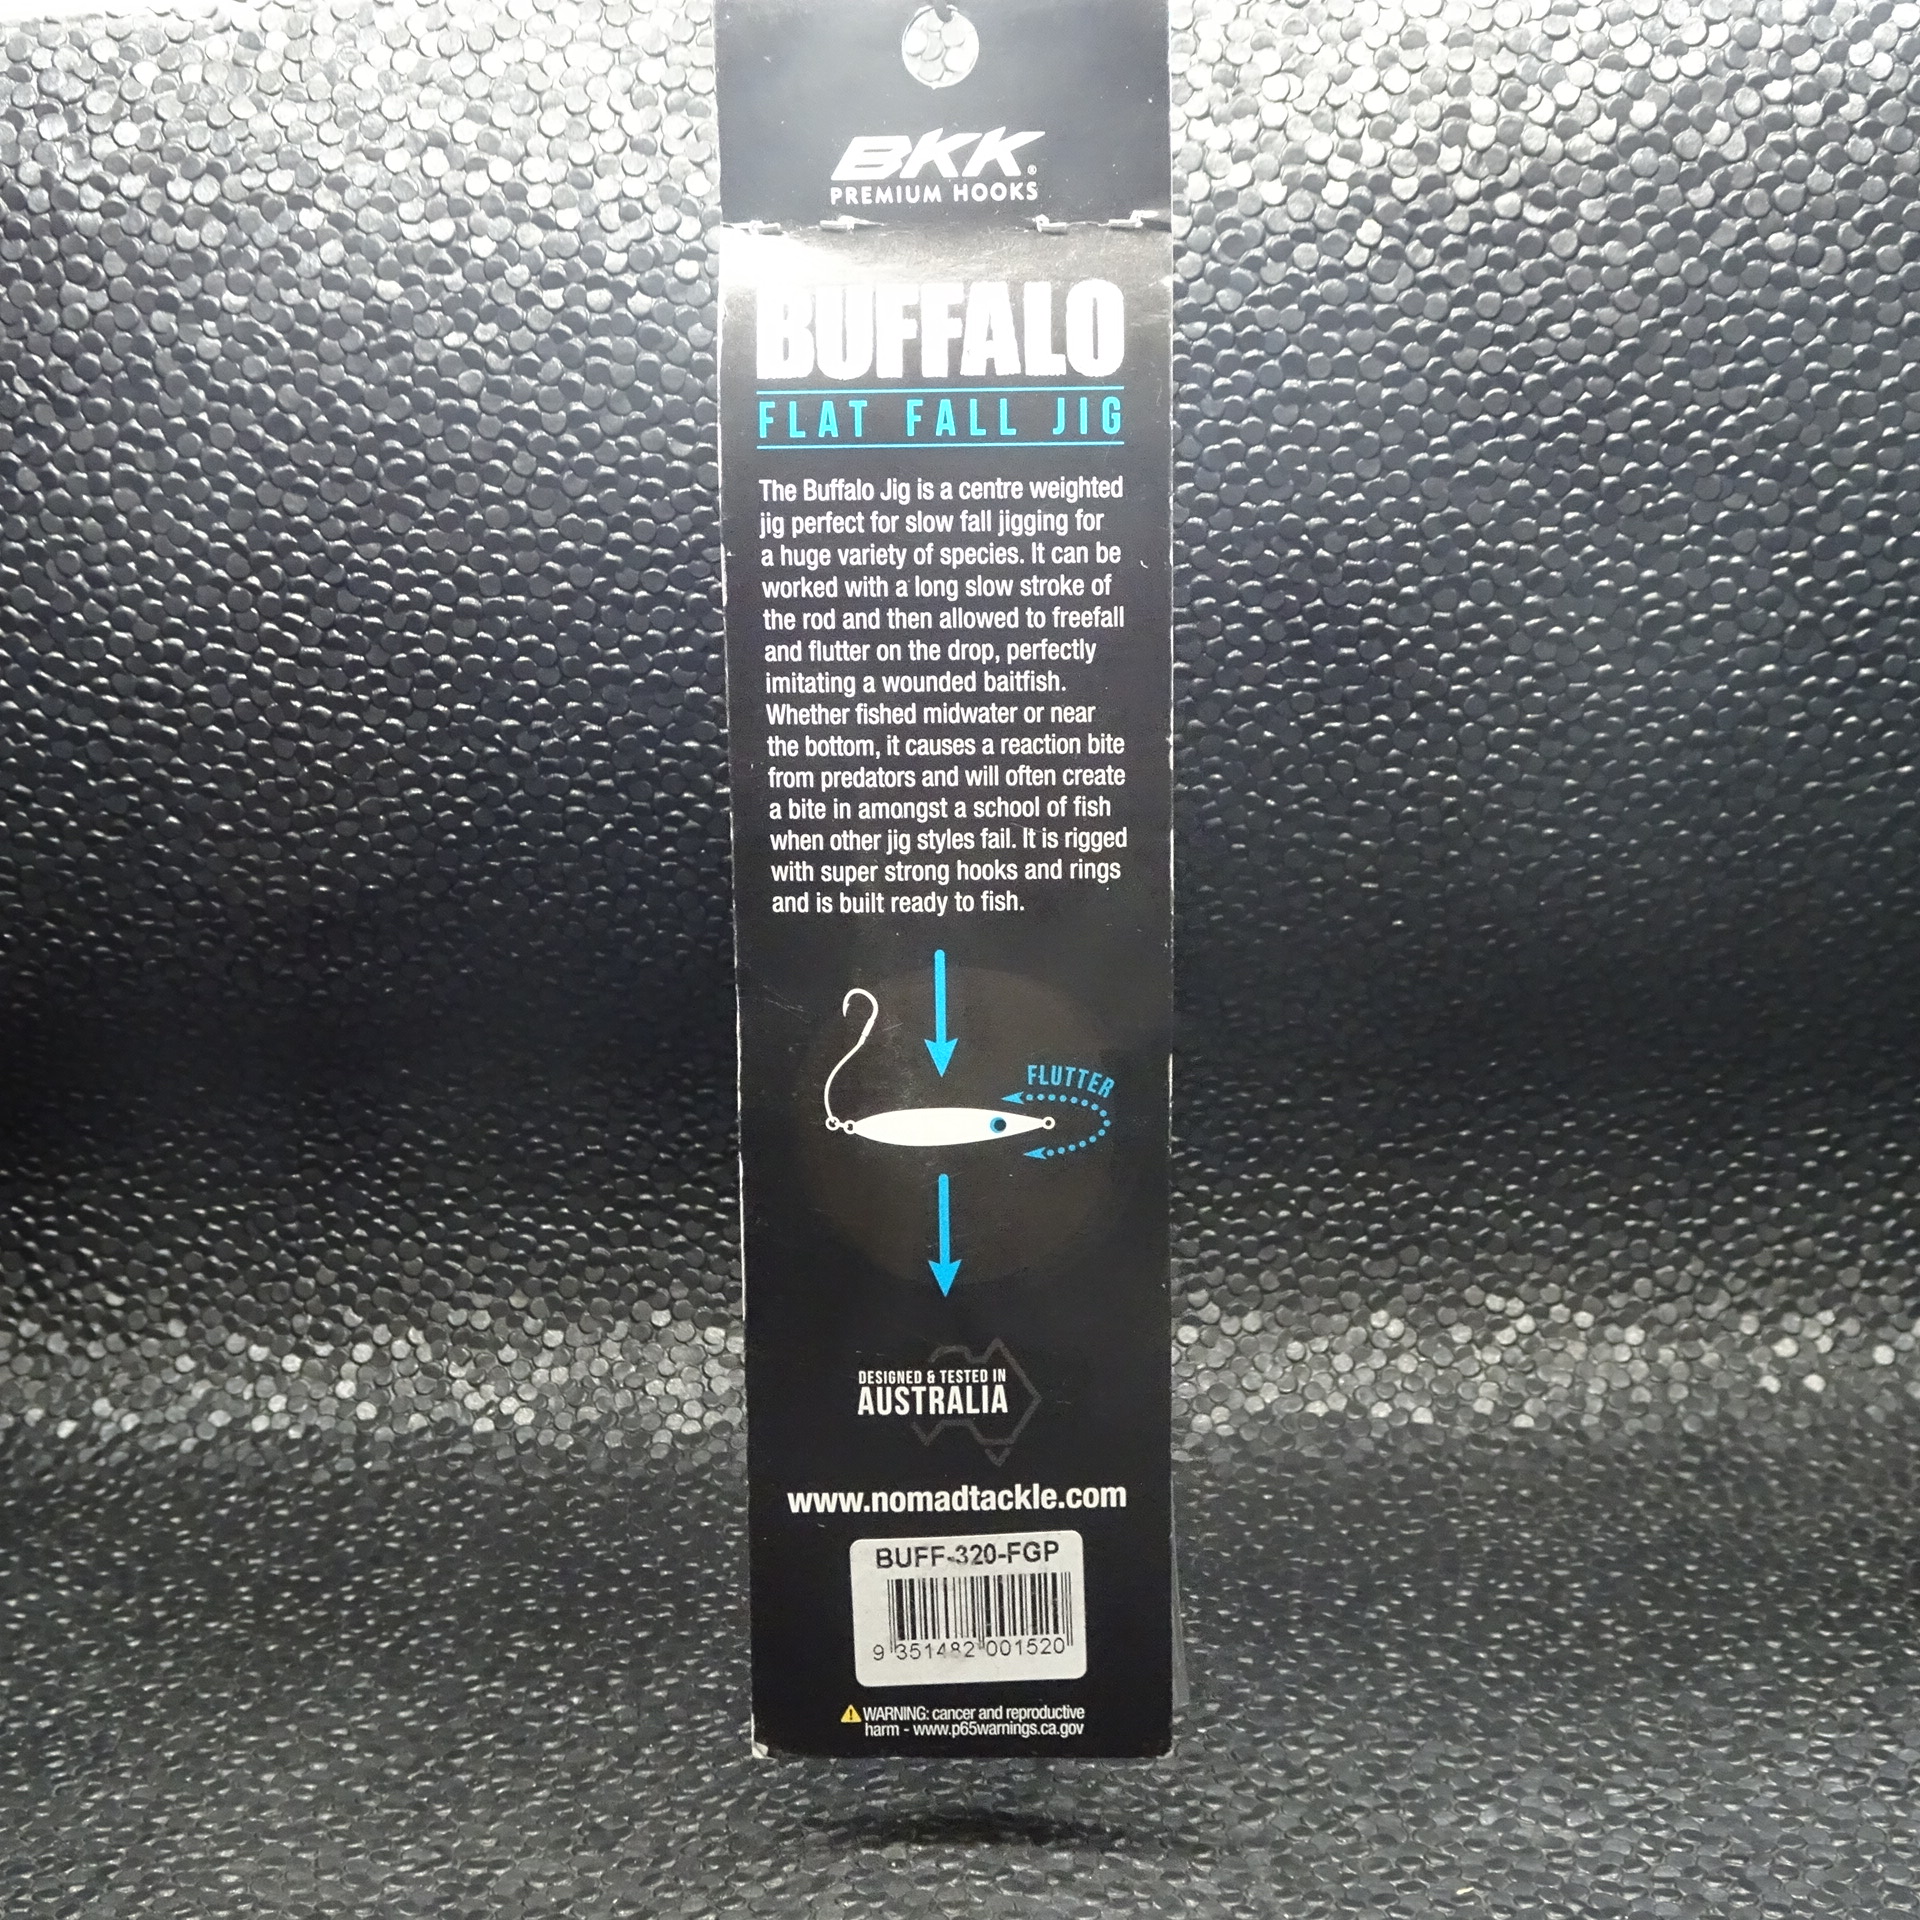 BKK®
PREMIUM HOOKS
BUFFALO
FLAT FALL JIG
The Buffalo Jig is a centre weighted
jig perfect for slow fall jigging for
a huge variety of species. It can be
worked with a long slow stroke of
the rod and then allowed to freefall
and flutter on the drop, perfectly
imitating a wounded baitfish.
Whether fished midwater or near
the bottom, it causes a reaction bite
from predators and will often create
a bite in amongst a school of fish
when other jig styles fail. It is rigged
with super strong hooks and rings
and is built ready to fish.
FLUTTER
DESIGNED & TESTED IN
AUSTRALIA
www.nomadtackle.com
BUFF-320-FGP
9 351482 001520
WARNING: cancer and reproductive
harm - www.p65warnings.ca.gov